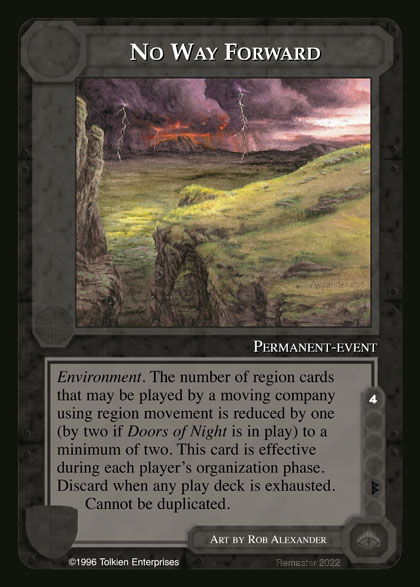 No Way Forward
Permanent-event
Environment. The number of region cards
that may be played by a moving company
using region movement is reduced by one
(by two if Doors of Night is in play) to a
minimum of two. This card is effective
during each player's organization phase.
Discard when any play deck is exhausted.
Cannot be duplicated.
4
Art by Rob Alexander
©1996 Tolkien Enterprises
Remaster 2022